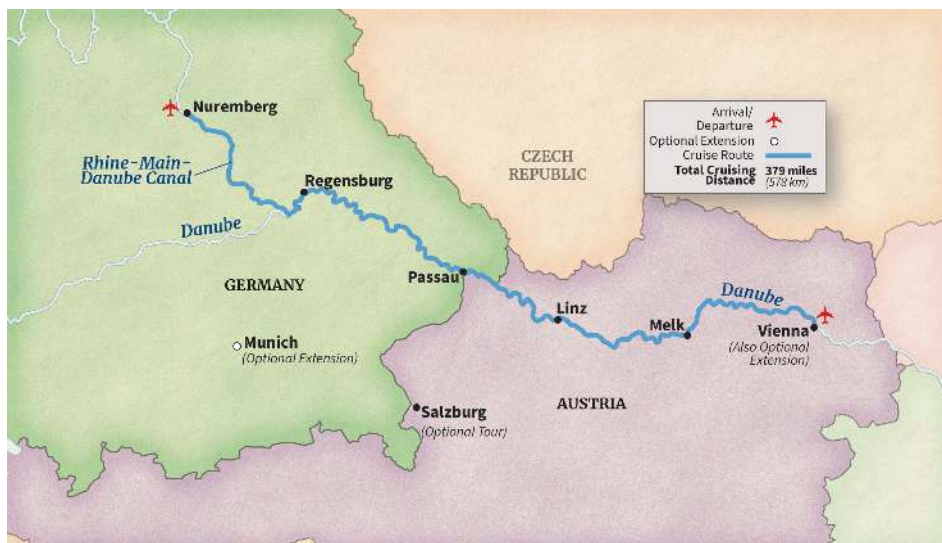 Nuremberg
Rhine-Main-
Danube Canal
Regensburg
Danube
GERMANY
Passau
Munich
(Optional Extension)
Salzburg
(Optional Tour)
CZECH
REPUBLIC
Linz
Melk
Danube
Vienna
(Also Optional
Extension)
AUSTRIA
Arrival/
Departure
Optional Extension
Cruise Route
Total Cruising 379 miles
Distance (578 km)